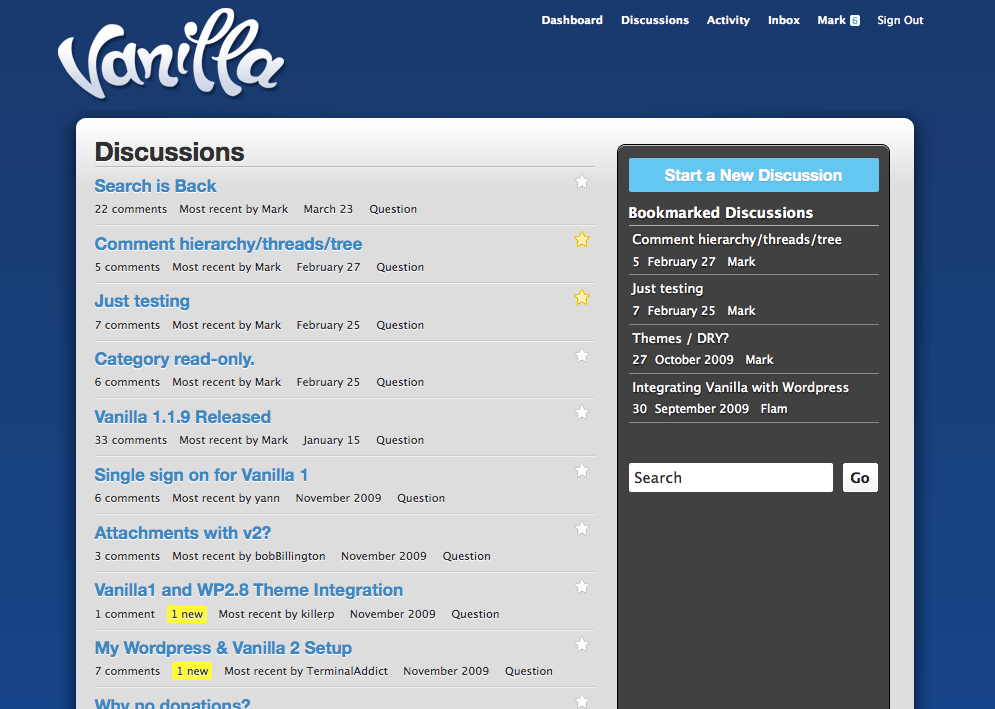 Vanilla
Dashboard Discussions Activity Inbox Mark 6 Sign Out
Discussions
Search is Back
22 comments Most recent by Mark March 23 Question
Comment hierarchy/threads/tree
5 comments Most recent by Mark February 27 Question
Just testing
7 comments Most recent by Mark February 25 Question
Category read-only.
6 comments Most recent by Mark February 25 Question
Vanilla 1.1.9 Released
33 comments Most recent by Mark January 15 Question
Single sign on for Vanilla 1
6 comments Most recent by yann November 2009 Question
Attachments with v2?
3 comments Most recent by bobBillington November 2009 Question
Vanilla1 and WP2.8 Theme Integration
1 comment 1 new Most recent by killerp November 2009 Question
My Wordpress & Vanilla 2 Setup
7 comments 1 new Most recent by TerminalAddict November 2009 Question
Why no donations?
Start a New Discussion
Bookmarked Discussions
Comment hierarchy/threads/tree
5 February 27 Mark
Just testing
7 February 25 Mark
Themes / DRY?
27 October 2009 Mark
Integrating Vanilla with Wordpress
30 September 2009 Flam
Search Go